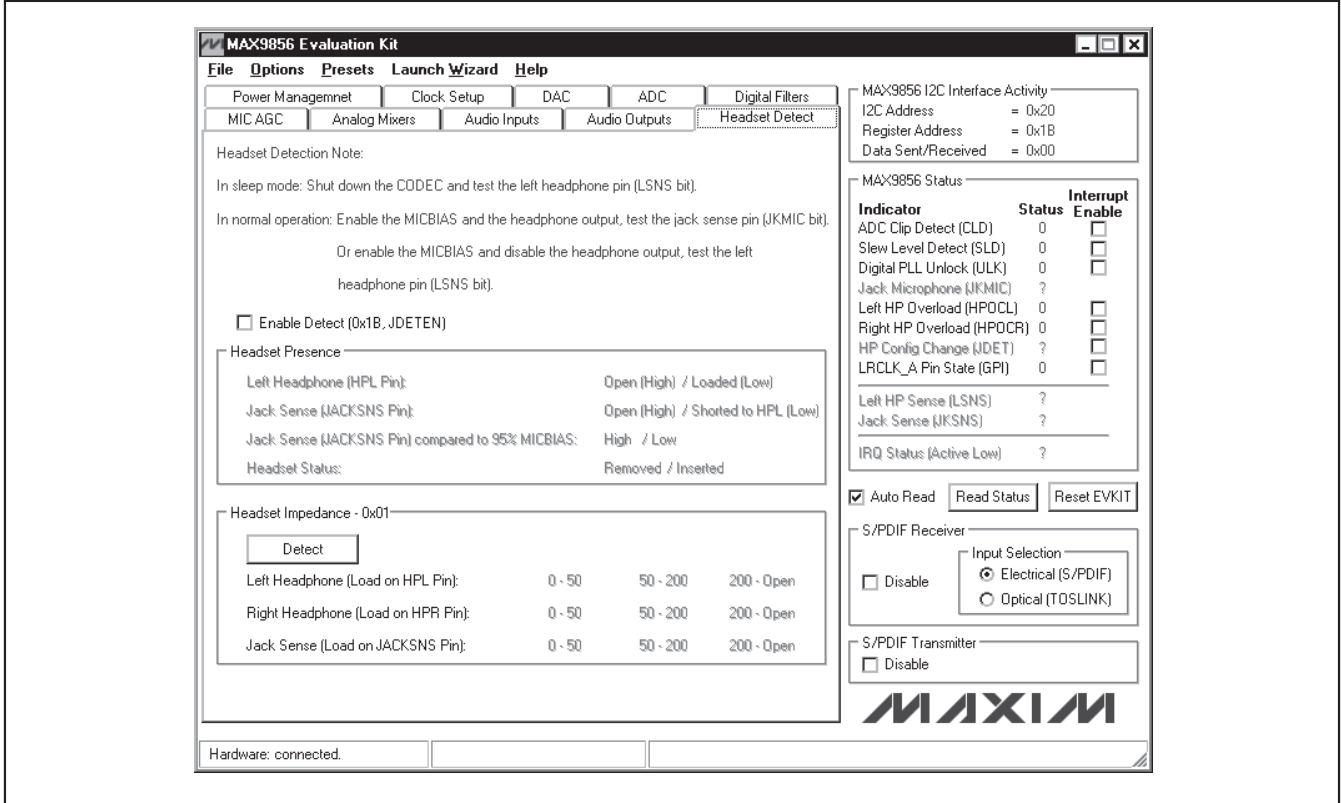 MAX9856 Evaluation Kit
File Options Presets Launch Wizard Help
Power Managemnet Clock Setup DAC ADC Digital Filters
MIC AGC Analog Mixers Audio Inputs Audio Outputs Headset Detect
Headset Detection Note:
In sleep mode: Shut down the CODEC and test the left headphone pin (LSNS bit).
In normal operation: Enable the MICBIAS and the headphone output, test the jack sense pin (JKMIC bit).
Or enable the MICBIAS and disable the headphone output, test the left
headphone pin (LSNS bit).
Enable Detect (0x1B, JDETEN)
Headset Presence
Left Headphone (HPL Pin): Open (High) / Loaded (Low)
Jack Sense (JACKSNS Pin): Open (High) / Shorted to HPL (Low)
Jack Sense (JACKSNS Pin) compared to 95% MICBIAS: High / Low
Headset Status: Removed / Inserted
Headset Impedance - 0x01
Detect
Left Headphone (Load on HPL Pin): 0 - 50 50 - 200 200 - Open
Right Headphone (Load on HPR Pin): 0 - 50 50 - 200 200 - Open
Jack Sense (Load on JACKSNS Pin): 0 - 50 50 - 200 200 - Open
MAX9856 I2C Interface Activity
I2C Address = 0x20
Register Address = 0x1B
Data Sent/Received = 0x00
MAX9856 Status
Interrupt
Indicator Status Enable
ADC Clip Detect (CLD) 0
Slew Level Detect (SLD) 0
Digital PLL Unlock (ULK) 0
Jack Microphone (JKMIC) ?
Left HP Overload (HPOCL) 0
Right HP Overload (HPOCR) 0
HP Config Change (JDET) ?
LRCLK_A Pin State (GPI) 0
Left HP Sense (LSNS) ?
Jack Sense (JKSNS) ?
IRQ Status (Active Low) ?
Auto Read Read Status Reset EVKIT
S/PDIF Receiver
Input Selection
Disable Electrical (S/PDIF)
Optical (TOSLINK)
S/PDIF Transmitter
Disable
MAXIM
Hardware: connected.